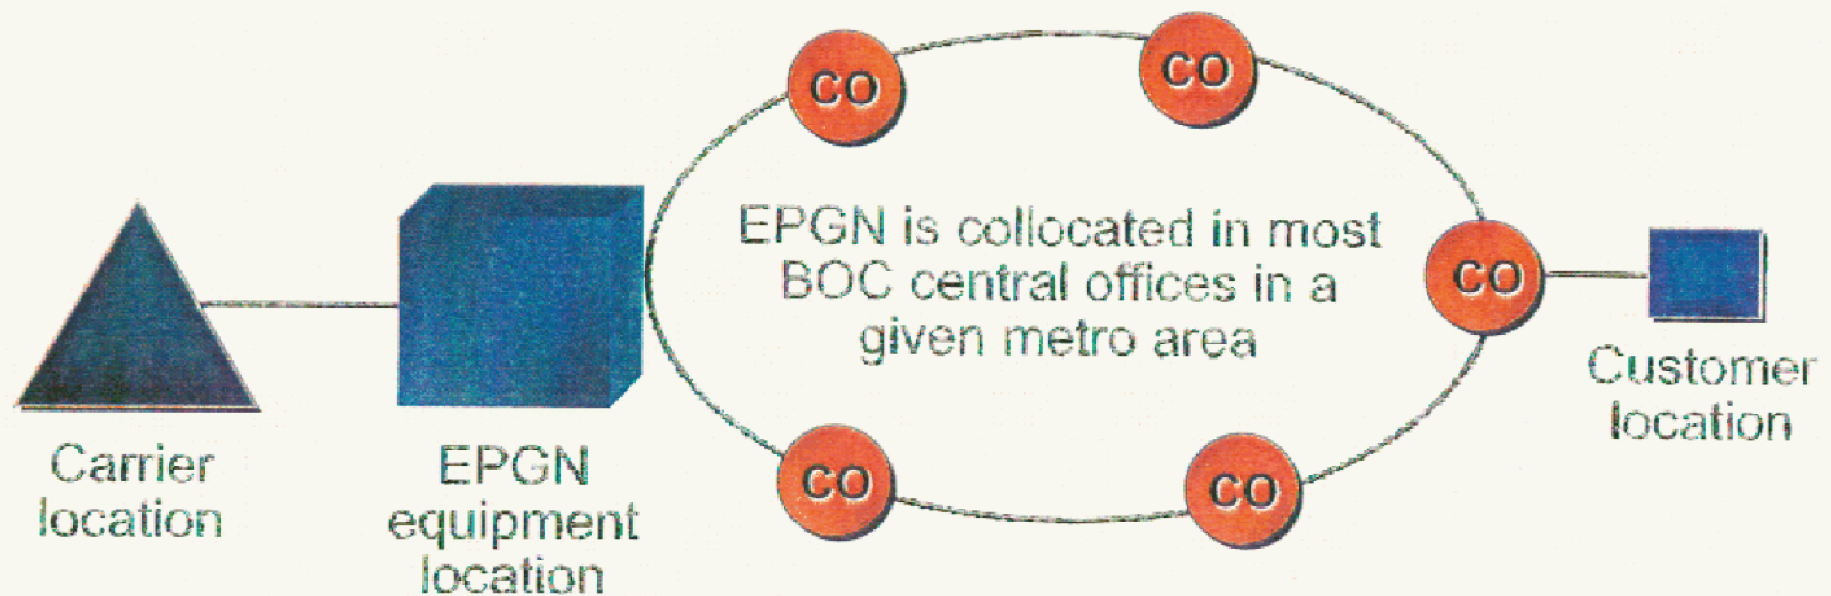 CO
CO
EPGN is collocated in most
BOC central offices in a
given metro area
CO
CO
CO
Carrier
location
EPGN
equipment
location
Customer
location